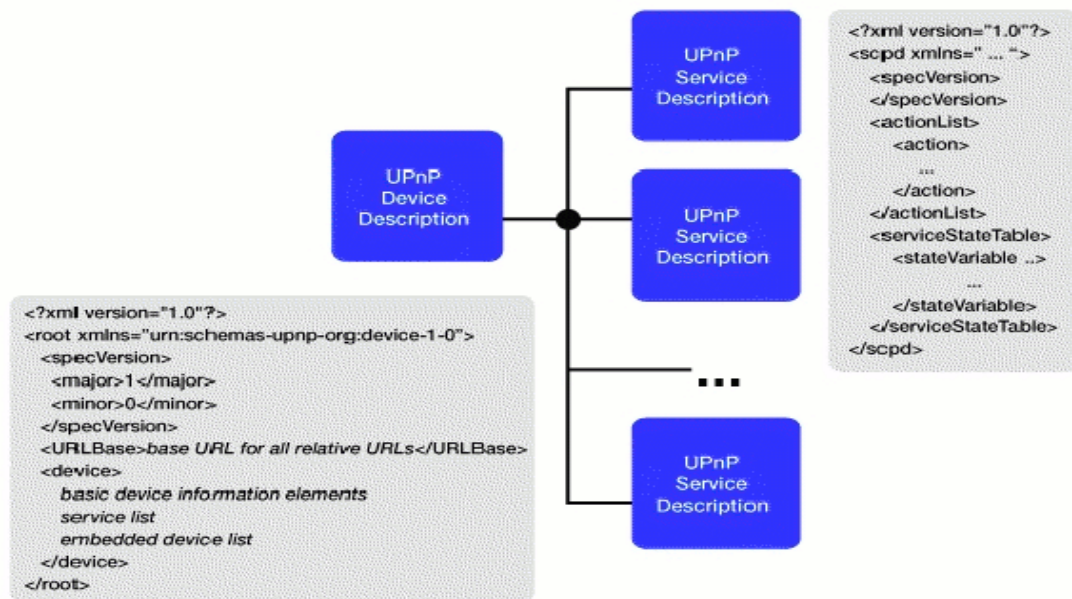 UPnP
Device
Description
UPnP
Service
Description
UPnP
Service
Description
...
UPnP
Service
Description
<?xml version="1.0"?>
<scpd xmlns=" ... “>
<specVersion>
</specVersion>
<actionList>
<action>
...
</action>
</actionList>
<serviceStateTable>
<stateVariable ..>
...
</stateVariable>
</serviceStateTable>
</scpd>
<?xml version="1.0"?>
<root xmlns="urn:schemas-upnp-org:device-1-0">
<specVersion>
<major>1</major>
<minor>0</minor>
</specVersion>
<URLBase>base URL for all relative URLs</URLBase>
<device>
basic device information elements
service list
embedded device list
</device>
</root>